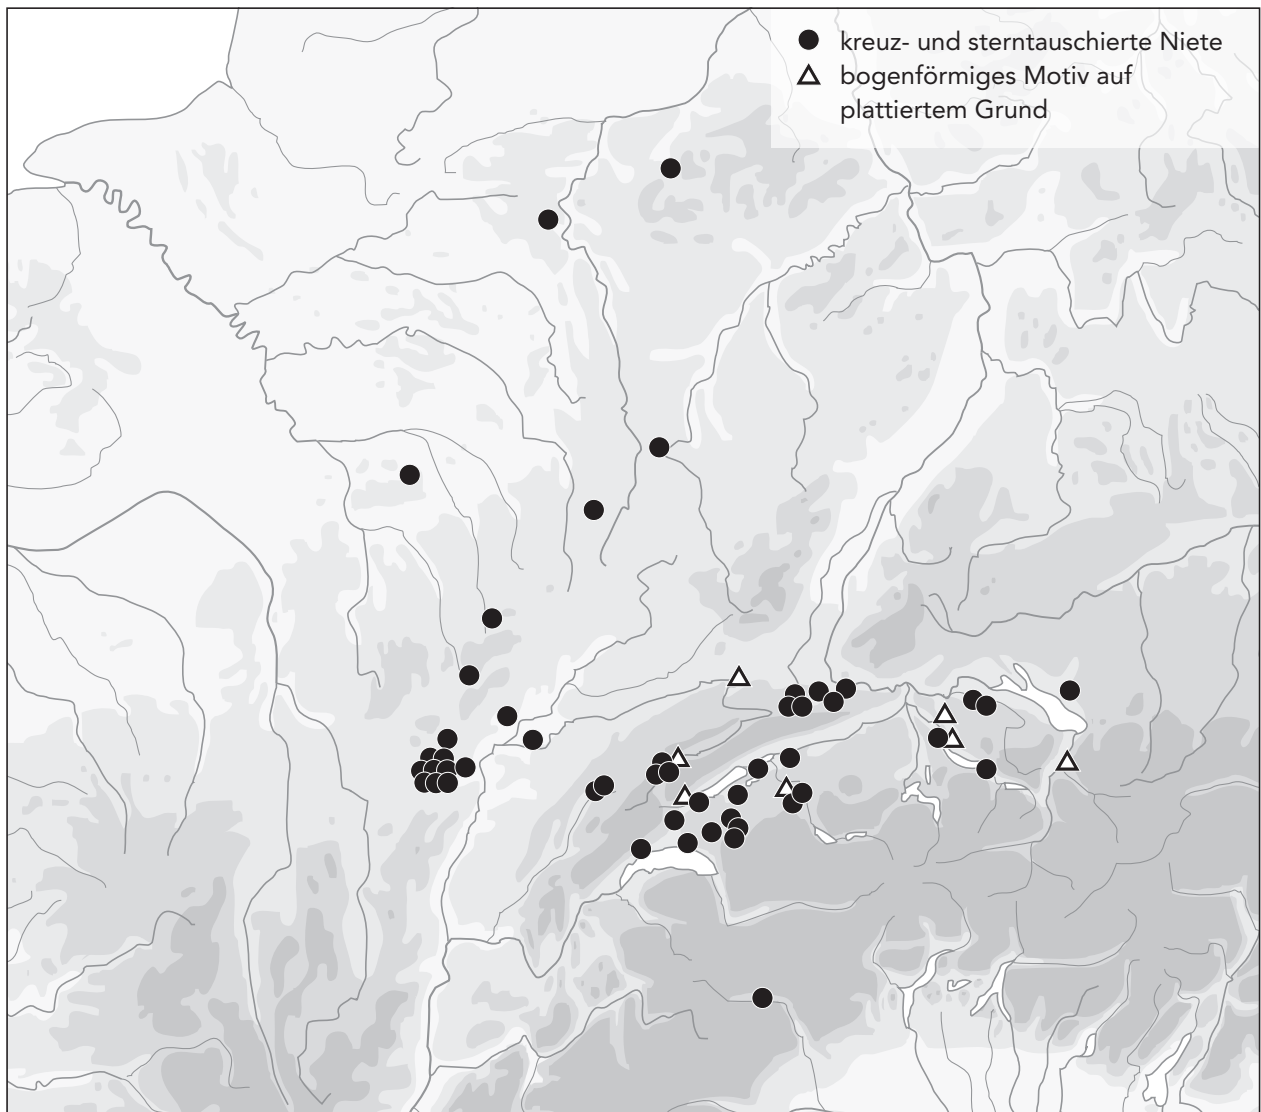 kreuz- und sterntauschierte Niete
bogenförmiges Motiv auf
plattiertem Grund